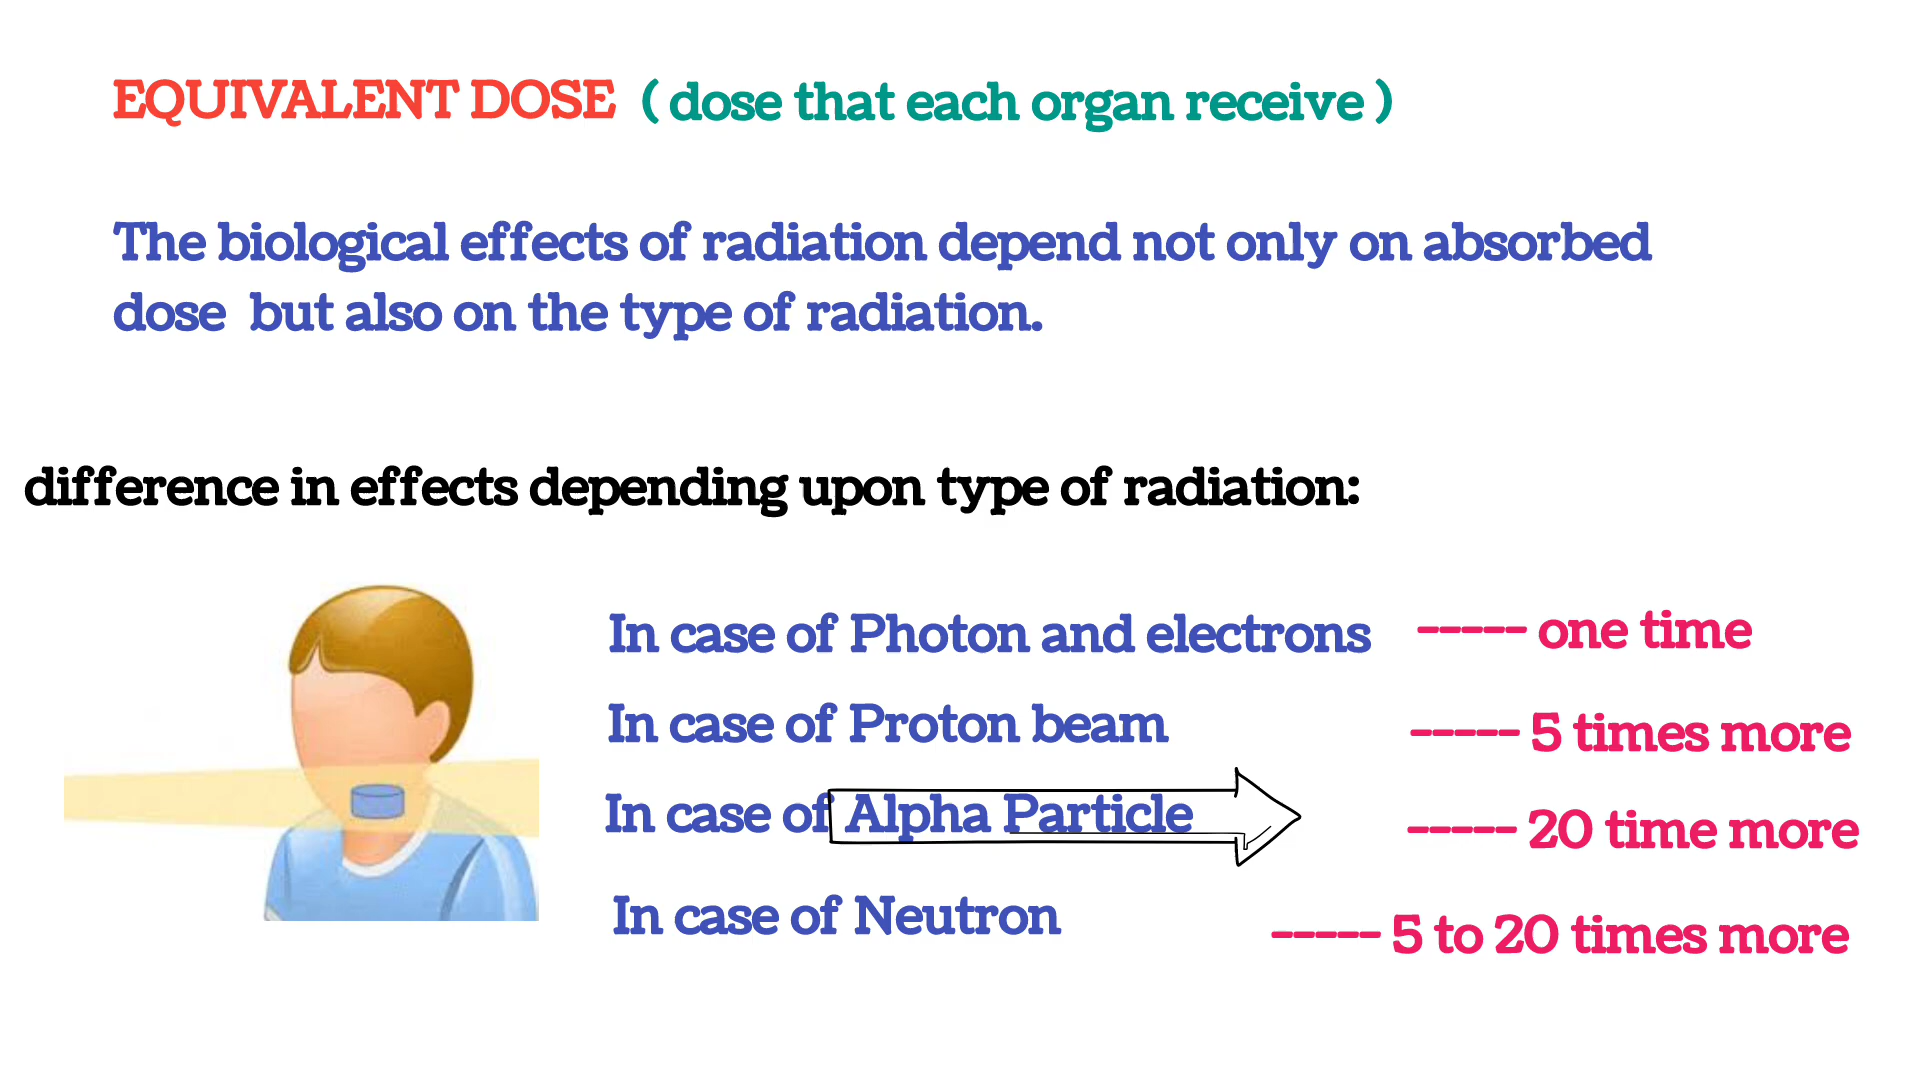 EQUIVALENT DOSE ( dose that each organ receive )
The biological effects of radiation depend not only on absorbed
dose but also on the type of radiation.
difference in effects depending upon type of radiation:
In case of Photon and electrons ----- one time
In case of Proton beam ----- 5 times more
In case of Alpha Particle ----- 20 time more
In case of Neutron ----- 5 to 20 times more